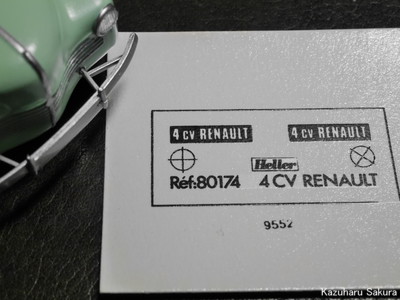 4 CV RENAULT 4 CV RENAULT
Heller
Réf:80174 4 CV RENAULT
9552
Kazuharu Sakura